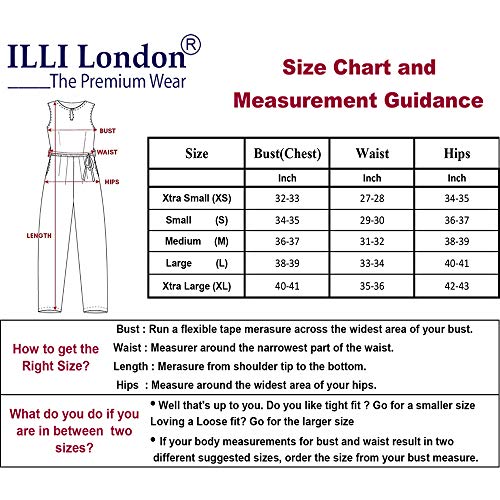 ILLI London®
The Premium Wear
Size Chart and
Measurement Guidance
BUST
WAIST
HIPS
LENGTH
Size Bust(Chest) Waist Hips
Inch Inch Inch
Xtra Small (XS) 32-33 27-28 34-35
Small (S) 34-35 29-30 36-37
Medium (M) 36-37 31-32 38-39
Large (L) 38-39 33-34 40-41
Xtra Large (XL) 40-41 35-36 42-43
How to get the
Right Size?
Bust : Run a flexible tape merasure across the widest area of your bust.
Waist : Measurer around the narrowest part of the waist.
Length : Merasure from shoulder tip to the bottom.
Hips : Measure around the widest area of your hips.
What do you do if you
are in between two
sizes?
• Well that's up to you. Do you like tight fit ? Go for a smaller size
Loving a Loose fit? Go for the larger size
• If your body measurements for bust and waist result in two
different suggested sizes, order the size from your bust measure.